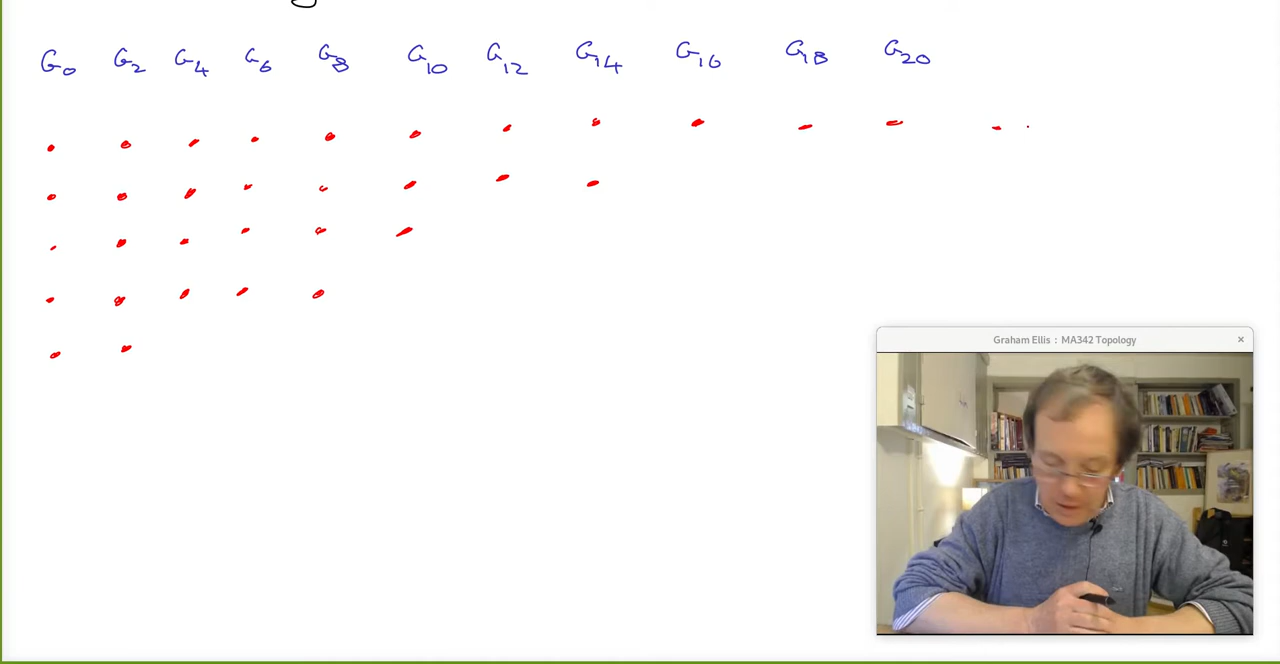 G₀ G₂ G₄ G₆ G₈ G₁₀ G₁₂ G₁₄ G₁₆ G₁₈ G₂₀
Graham Ellis : MA342 Topology